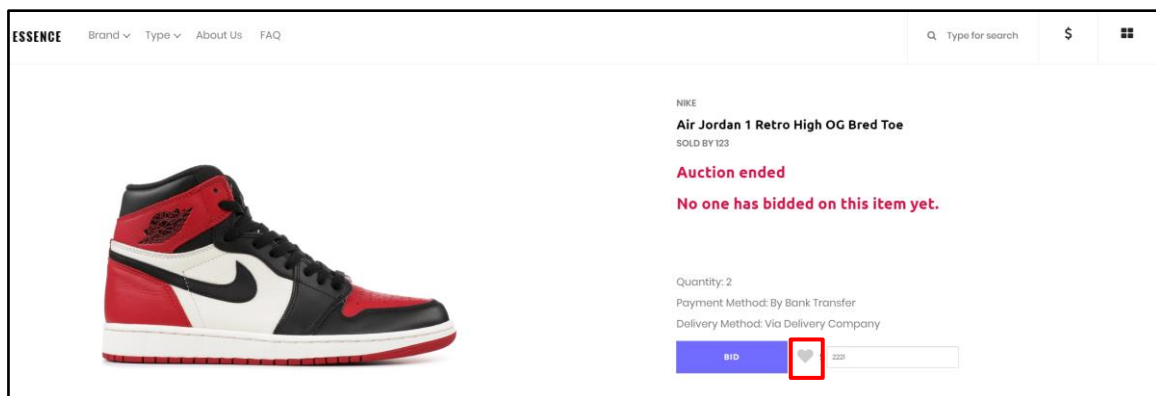 ESSENCE Brand Type About Us FAQ Type for search $
NIKE
Air Jordan 1 Retro High OG Bred Toe
SOLD BY 123
Auction ended
No one has bidded on this item yet.
Quantity: 2
Payment Method: By Bank Transfer
Delivery Method: Via Delivery Company
BID 2221